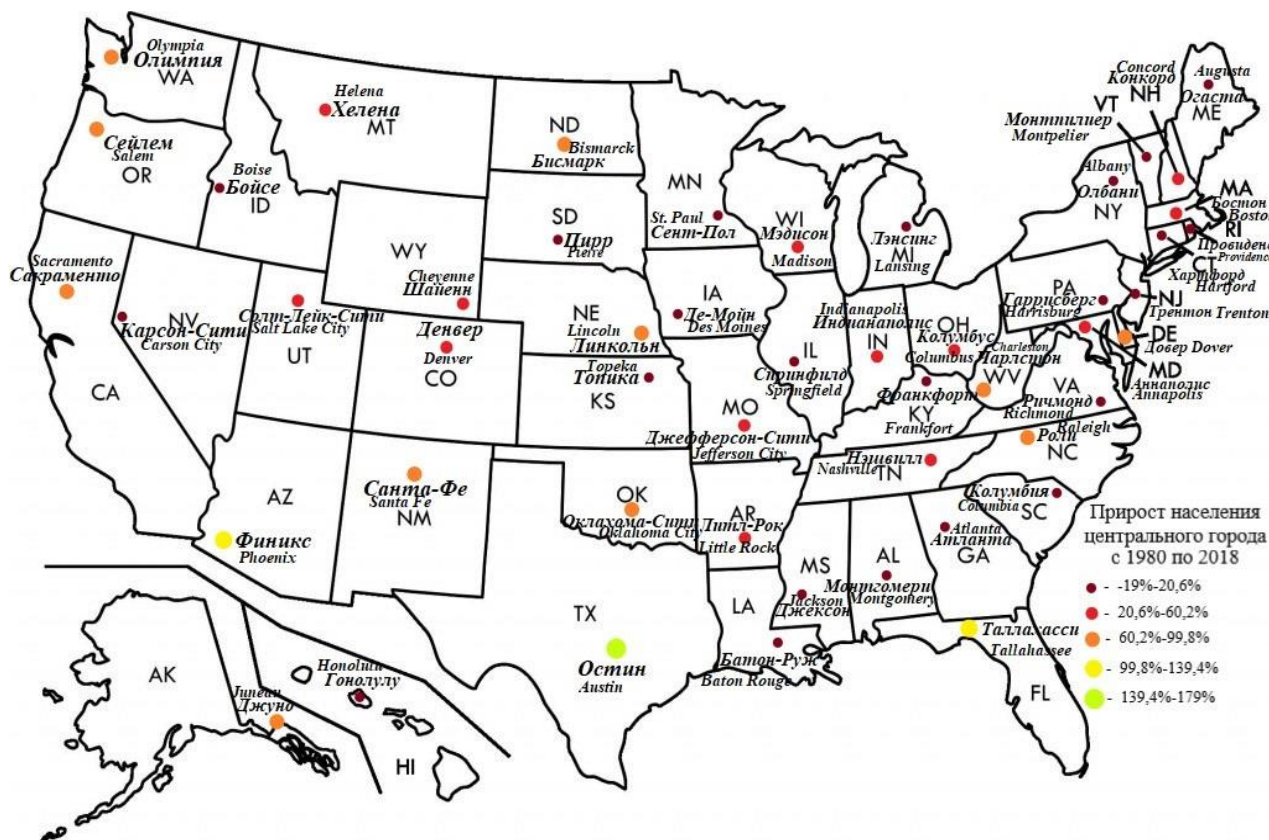 Olympia
Олимпия
WA
Сейлем
Salem
OR
Boise
Бойсе
ID
Helena
Хелена
MT
ND
Bismarck
Бисмарк
SD
Пирр
Pierre
MN
St. Paul
Сент-Пол
WI
Мэдисон
Madison
Лэнсинг
MI
Lansing
Concord
Конкорд
NH
VT
Монтпилиер
Montpelier
Augusta
Огаста
ME
Albany
Олбани
NY
MA
Бостон
Boston
RI
Провиденс
Providence
CT
Хартфорд
Hartford
Sacramento
Сакраменто
CA
NV
Карсон-Сити
Carson City
Солт-Лейк-Сити
Salt Lake City
UT
WY
Cheyenne
Шайенн
Денвер
Denver
CO
NE
Lincoln
Линкольн
Topeka
Топика
KS
IA
Де-Мойн
Des Moines
IL
Спринфилд
Springfield
Indianapolis
Индианаполис
IN
OH
Колумбус
Columbus
PA
Гаррисберг
Harrisburg
NJ
Трентон Trenton
DE
Довер Dover
MD
Аннаполис
Annapolis
Charleston
Чарлстон
WV
VA
Ричмонд
Richmond
Франкфорт
KY
Frankfort
MO
Джефферсон-Сити
Jefferson City
Нэшвилл
Nashville
TN
Raleigh
Роли
NC
Колумбия
Columbia
SC
AZ
Финикс
Phoenix
Санта-Фе
Santa Fe
NM
OK
Оклахома-Сити
Oklahoma City
AR
Литл-Рок
Little Rock
MS
Jackson
Джексон
AL
Монтгомери
Montgomery
Atlanta
Атланта
GA
LA
Батон-Руж
Baton Rouge
TX
Остин
Austin
Таллахасси
Tallahassee
FL
AK
Juneau
Джуно
Honolulu
Гонолулу
HI
Прирост населения
центрального города
с 1980 по 2018
- -19%-20,6%
- 20,6%-60,2%
- 60,2%-99,8%
- 99,8%-139,4%
- 139,4%-179%